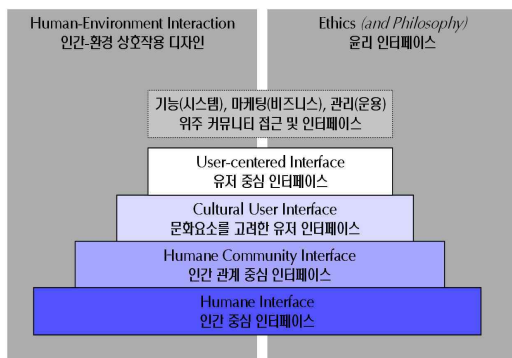 Human-Environment Interaction
인간-환경 상호작용 디자인
Ethics (and Philosophy)
윤리 인터페이스
기능(시스템), 마케팅(비즈니스), 관리(운용)
위주 커뮤니티 접근 및 인터페이스
User-centered Interface
유저 중심 인터페이스
Cultural User Interface
문화요소를 고려한 유저 인터페이스
Humane Community Interface
인간 관계 중심 인터페이스
Humane Interface
인간 중심 인터페이스